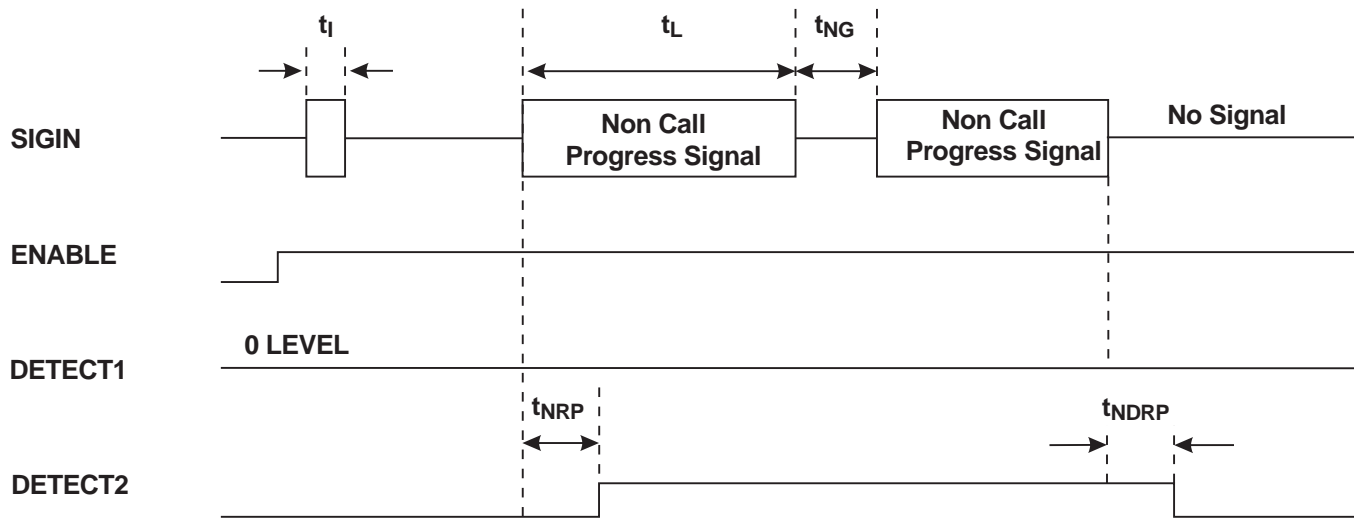 tI
tL
tNG
SIGIN
Non Call
Progress Signal
Non Call
Progress Signal
No Signal
ENABLE
0 LEVEL
DETECT1
tNRP
tNDRP
DETECT2